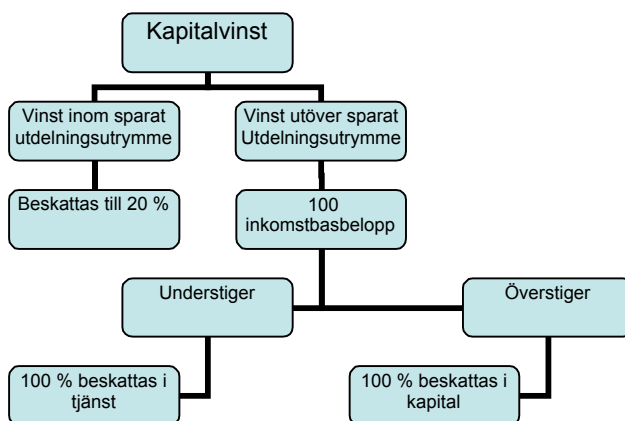 Kapitalvinst
Vinst inom sparat
utdelningsutrymme
Vinst utöver sparat
Utdelningsutrymme
Beskattas till 20 %
100
inkomstbasbelopp
Understiger
Överstiger
100 % beskattas i
tjänst
100 % beskattas i
kapital